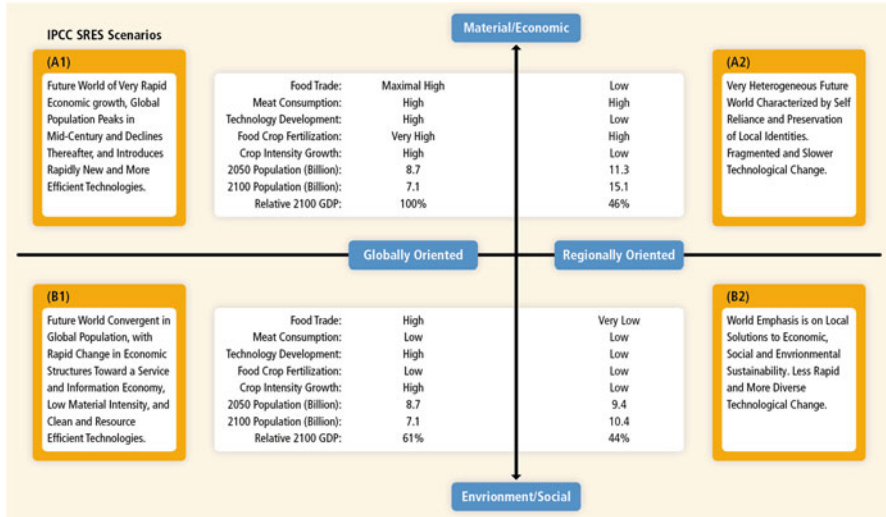 Material/Economic
IPCC SRES Scenarios
(A1)
Future World of Very Rapid
Economic growth, Global
Population Peaks in
Mid-Century and Declines
Thereafter, and Introduces
Rapidly New and More
Efficient Technologies.
Food Trade: Maximal High Low
Meat Consumption: High High
Technology Development: High Low
Food Crop Fertilization: Very High High
Crop Intensity Growth: High Low
2050 Population (Billion): 8.7 11.3
2100 Population (Billion): 7.1 15.1
Relative 2100 GDP: 100% 46%
(A2)
Very Heterogeneous Future
World Characterized by Self
Reliance and Preservation
of Local Identities.
Fragmented and Slower
Technological Change.
Globally Oriented Regionally Oriented
(B1)
Future World Convergent in
Global Population, with
Rapid Change in Economic
Structures Toward a Service
and Information Economy,
Low Material Intensity, and
Clean and Resource
Efficient Technologies.
Food Trade: High Very Low
Meat Consumption: Low Low
Technology Development: High Low
Food Crop Fertilization: Low Low
Crop Intensity Growth: High Low
2050 Population (Billion): 8.7 9.4
2100 Population (Billion): 7.1 10.4
Relative 2100 GDP: 61% 44%
(B2)
World Emphasis is on Local
Solutions to Economic,
Social and Envrionmental
Sustainability. Less Rapid
and More Diverse
Technological Change.
Envrionment/Social